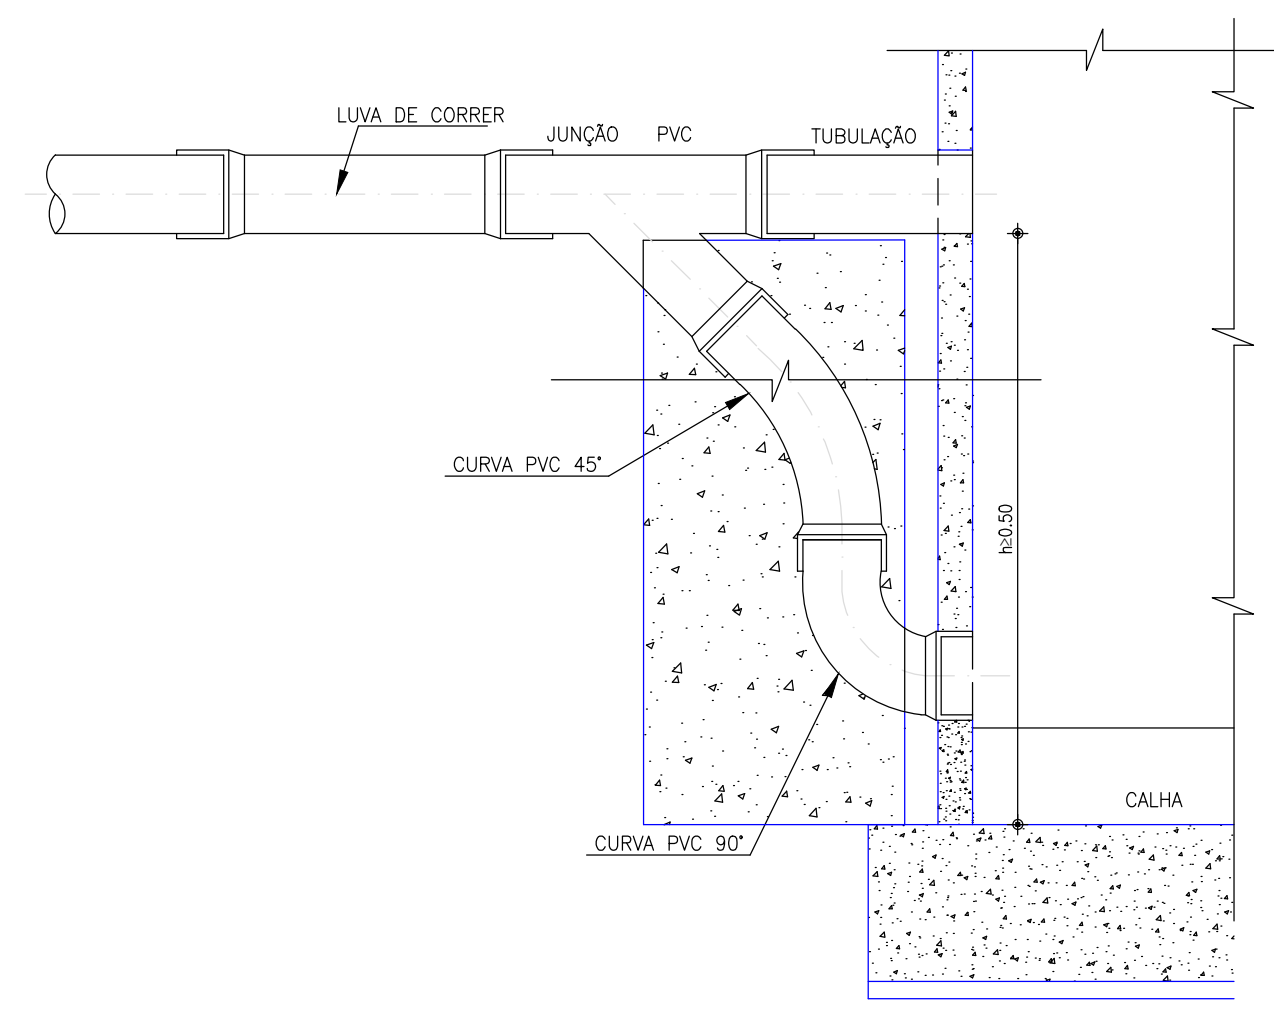 LUVA DE CORRER
JUNÇÃO PVC
TUBULAÇÃO
CURVA PVC 45°
h≥0.50
CALHA
CURVA PVC 90°